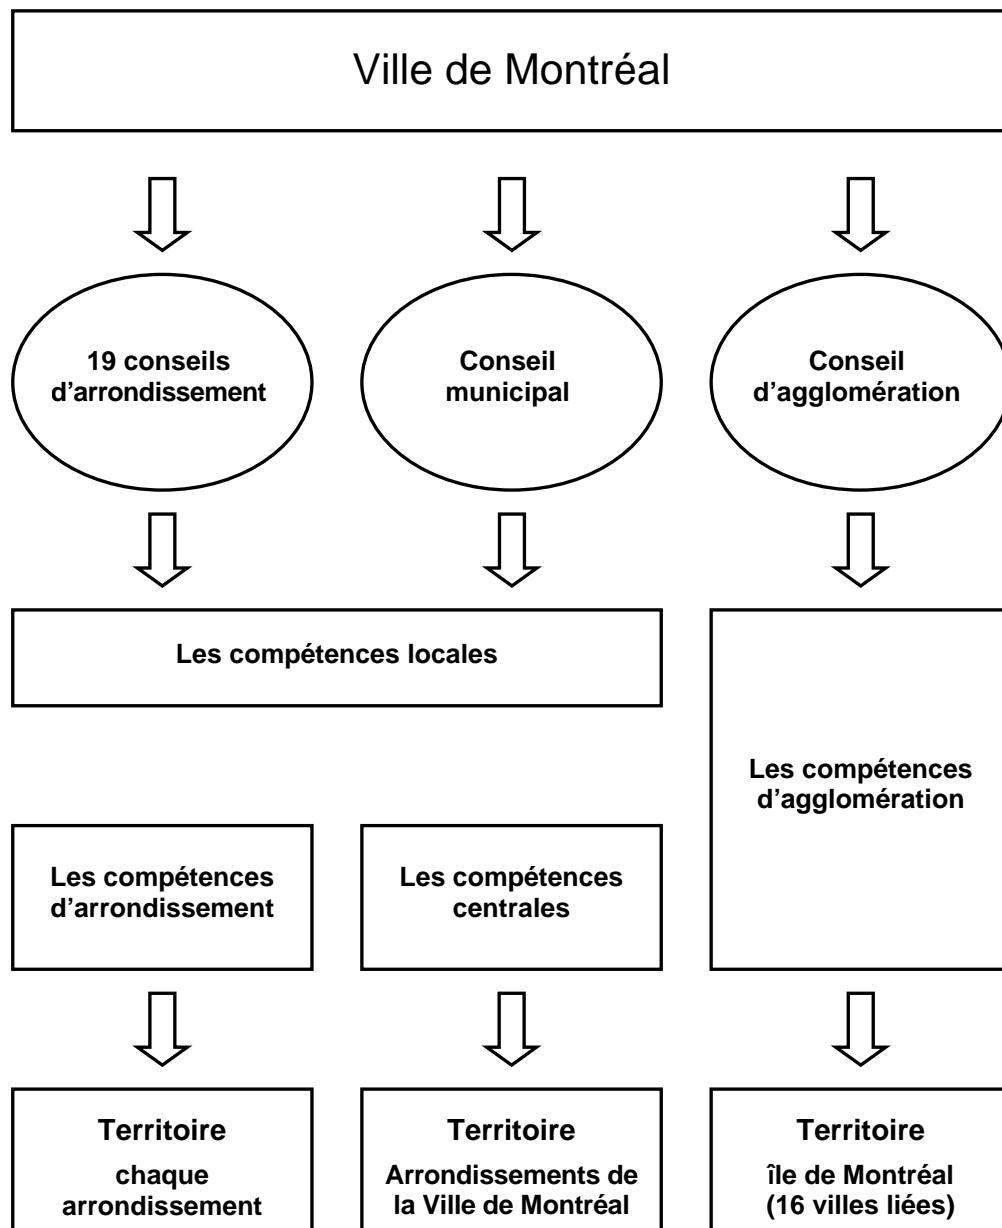 Ville de Montréal
19 conseils
d’arrondissement
Conseil
municipal
Conseil
d’agglomération
Les compétences locales
Les compétences
d’agglomération
Les compétences
d’arrondissement
Les compétences
centrales
Territoire
chaque
arrondissement
Territoire
Arrondissements de
la Ville de Montréal
Territoire
île de Montréal
(16 villes liées)